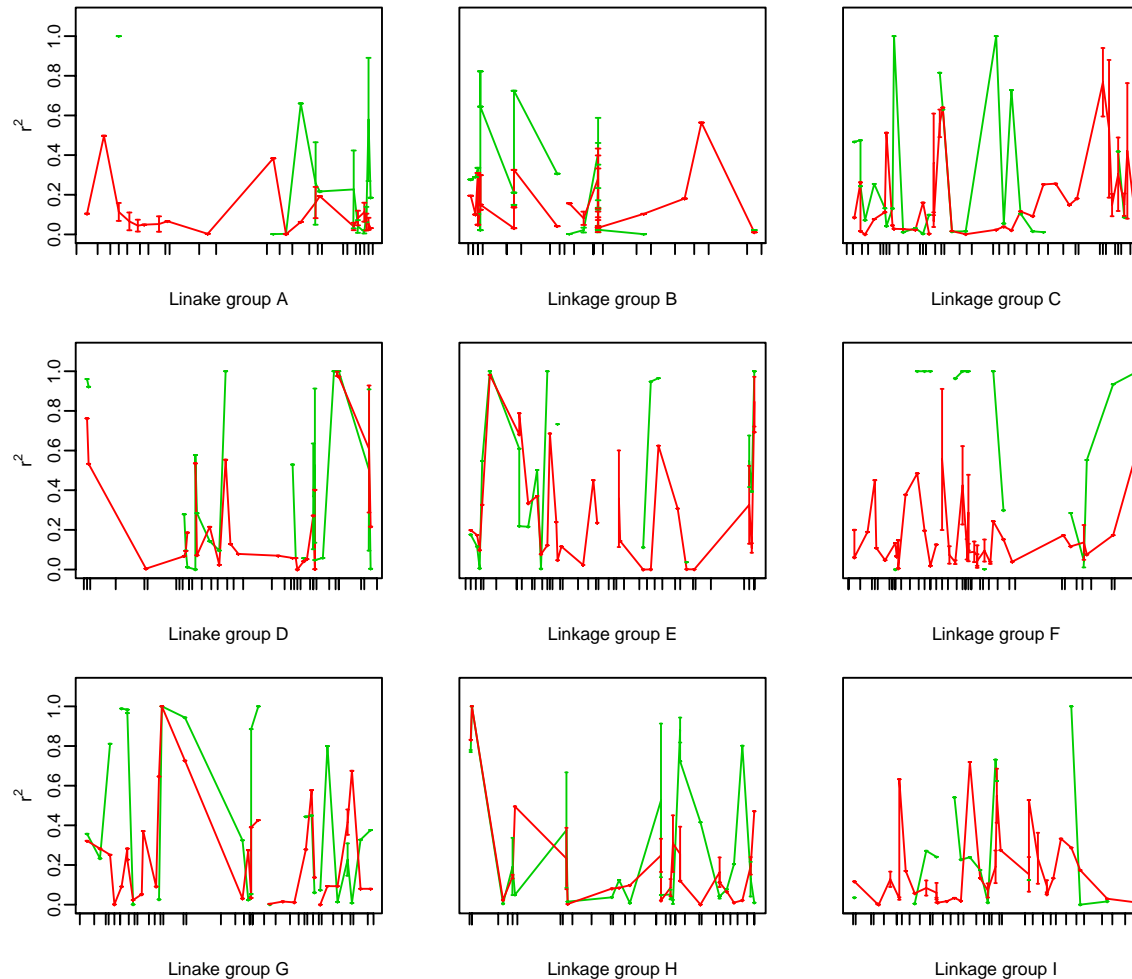 r²
0.0 0.2 0.4 0.6 0.8 1.0
Linake group A
Linkage group B
Linkage group C
r²
0.0 0.2 0.4 0.6 0.8 1.0
Linake group D
Linkage group E
Linkage group F
r²
0.0 0.2 0.4 0.6 0.8 1.0
Linake group G
Linkage group H
Linkage group I